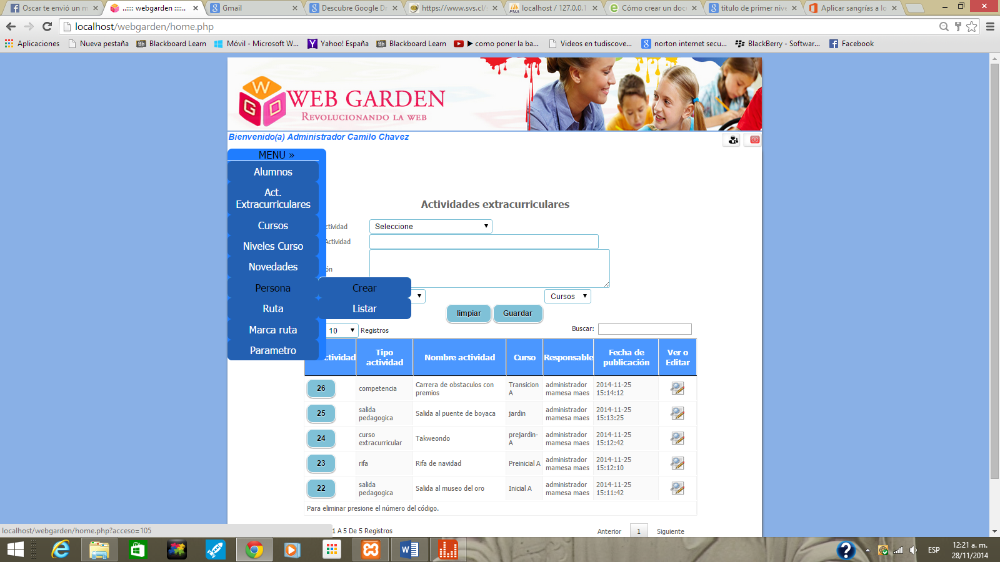 Oscar te envió un m
..:::: webgarden ::::..
Gmail
Descubre Google Dr
https://www.svs.cl/s
localhost / 127.0.0.1
Cómo crear un doc
titulo de primer nive
Aplicar sangrías a lo
localhost/webgarden/home.php
Aplicaciones
Nueva pestaña
Blackboard Learn
Móvil - Microsoft W...
Yahoo! España
Blackboard Learn
▶ como poner la ba...
Videos en tudiscove...
norton internet secu...
BlackBerry - Softwar...
Facebook
W G D
WEB GARDEN
REVOLUCIONANDO LA WEB
Bienvenido(a) Administrador Camilo Chavez
MENU »
Alumnos
Act.
Extracurriculares
Cursos
Niveles Curso
Novedades
Persona
Crear
Ruta
Listar
Marca ruta
Parametro
Actividades extracurriculares
ctividad
Seleccione
Actividad
ón
Cursos
limpiar
Guardar
10
Registros
Buscar:
ctividad
Tipo
actividad
Nombre actividad
Curso
Responsable
Fecha de
publicación
Ver o
Editar
26
competencia
Carrera de obstaculos con
premios
Transicion
A
administrador
mamesa maes
2014-11-25
15:14:12
25
salida
pedagogica
Salida al puente de boyaca
jardin
administrador
mamesa maes
2014-11-25
15:13:25
24
curso
extracurricular
Takweondo
prejardin-
A
administrador
mamesa maes
2014-11-25
15:12:42
23
rifa
Rifa de navidad
Preinicial A
administrador
mamesa maes
2014-11-25
15:12:10
22
salida
pedagogica
Salida al museo del oro
Inicial A
administrador
mamesa maes
2014-11-25
15:11:42
Para eliminar presione el número del código.
1 A 5 De 5 Registros
Anterior
1
Siguiente
localhost/webgarden/home.php?acceso=105
ESP
12:21 a. m.
28/11/2014